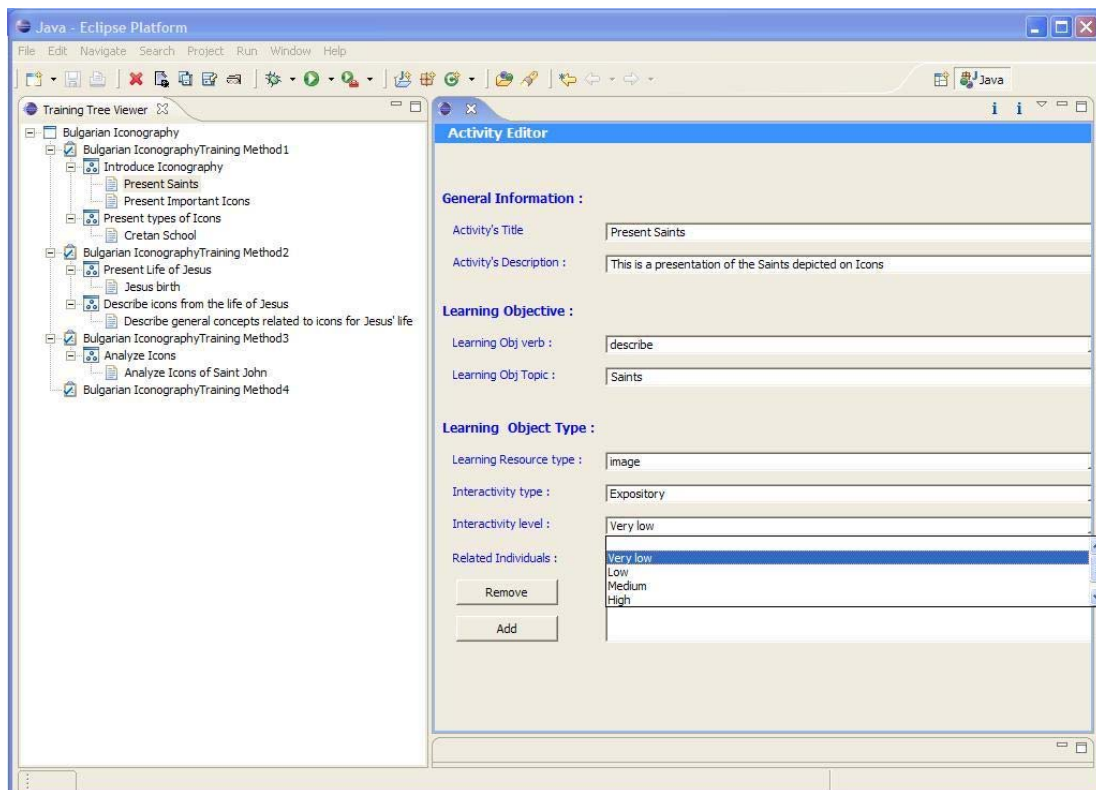 Java - Eclipse Platform
File Edit Navigate Search Project Run Window Help
Java
Training Tree Viewer
Bulgarian Iconography
Bulgarian IconographyTraining Method1
Introduce Iconography
Present Saints
Present Important Icons
Present types of Icons
Cretan School
Bulgarian IconographyTraining Method2
Present Life of Jesus
Jesus birth
Describe icons from the life of Jesus
Describe general concepts related to icons for Jesus' life
Bulgarian IconographyTraining Method3
Analyze Icons
Analyze Icons of Saint John
Bulgarian IconographyTraining Method4
Activity Editor
General Information :
Activity's Title Present Saints
Activity's Description : This is a presentation of the Saints depicted on Icons
Learning Objective :
Learning Obj verb : describe
Learning Obj Topic : Saints
Learning Object Type :
Learning Resource type : image
Interactivity type : Expository
Interactivity level : Very low
Related Individuals : Very low
Low
Medium
High
Remove
Add